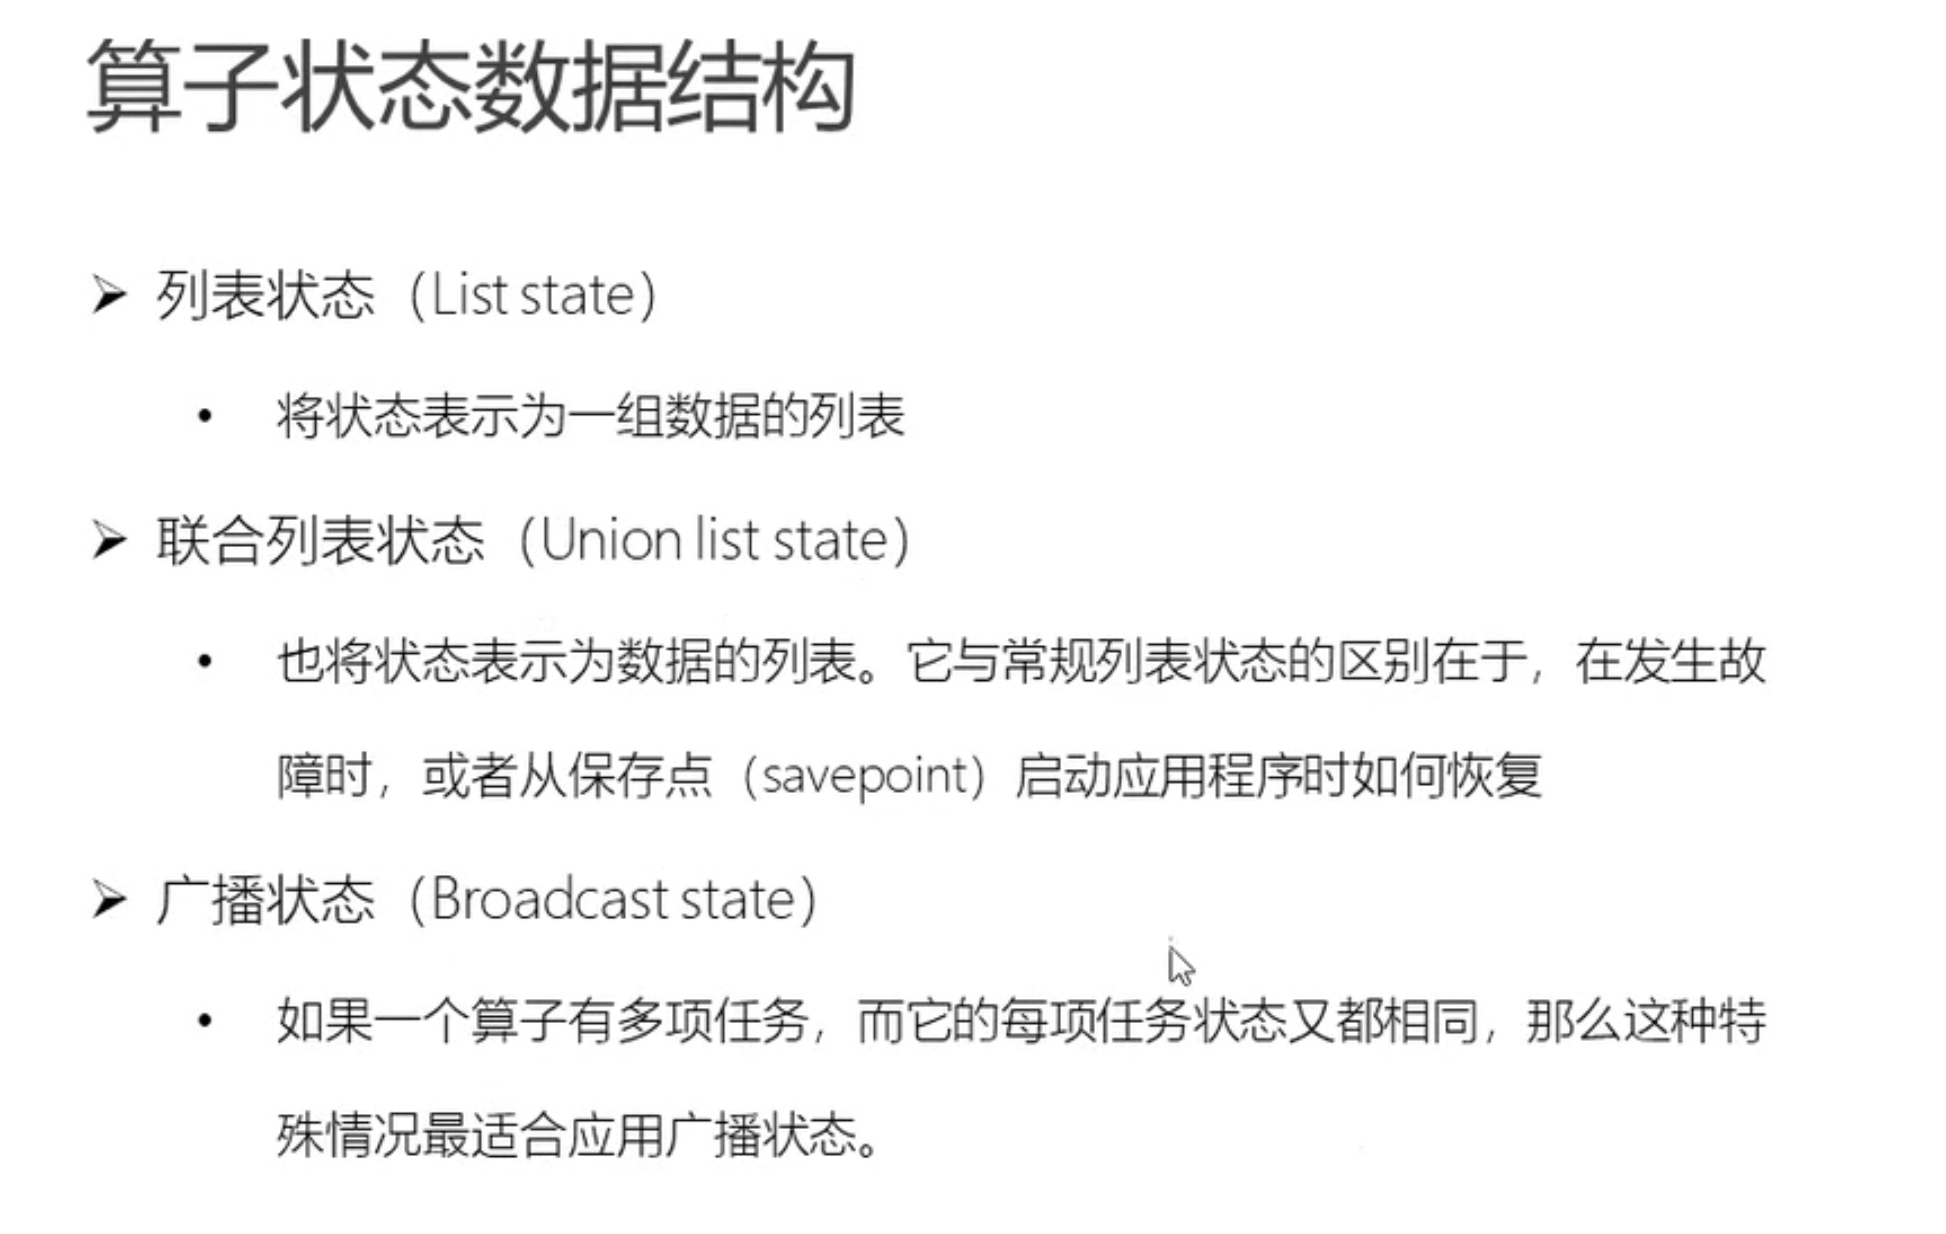 算子状态数据结构
➢ 列表状态（List state）
• 将状态表示为一组数据的列表
➢ 联合列表状态（Union list state）
• 也将状态表示为数据的列表。它与常规列表状态的区别在于，在发生故
障时，或者从保存点（savepoint）启动应用程序时如何恢复
➢ 广播状态（Broadcast state）
• 如果一个算子有多项任务，而它的每项任务状态又都相同，那么这种特
殊情况最适合应用广播状态。